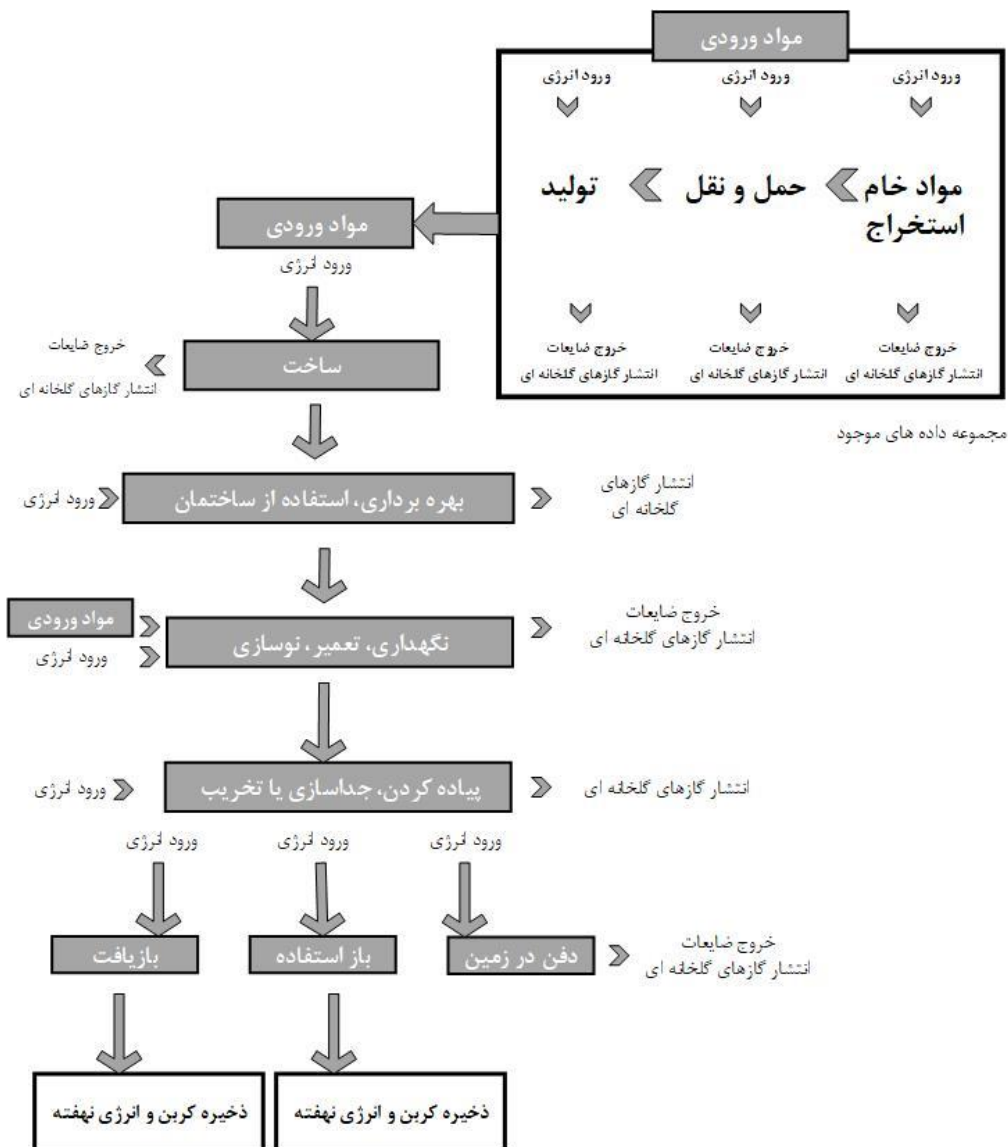 مواد ورودی
ورود انرژی
ورود انرژی
ورود انرژی
مواد خام
استخراج
حمل و نقل
تولید
خروج ضایعات
انتشار گازهای گلخانه ای
خروج ضایعات
انتشار گازهای گلخانه ای
خروج ضایعات
انتشار گازهای گلخانه ای
مجموعه داده های موجود
مواد ورودی
ورود انرژی
ساخت
خروج ضایعات
انتشار گازهای گلخانه ای
ورود انرژی
بهره برداری، استفاده از ساختمان
انتشار گازهای
گلخانه ای
مواد ورودی
ورود انرژی
نگهداری، تعمیر، نوسازی
خروج ضایعات
انتشار گازهای گلخانه ای
ورود انرژی
پیاده کردن، جداسازی یا تخریب
انتشار گازهای گلخانه ای
ورود انرژی
ورود انرژی
ورود انرژی
دفن در زمین
باز استفاده
بازیافت
خروج ضایعات
انتشار گازهای گلخانه ای
ذخیره کربن و انرژی نهفته
ذخیره کربن و انرژی نهفته